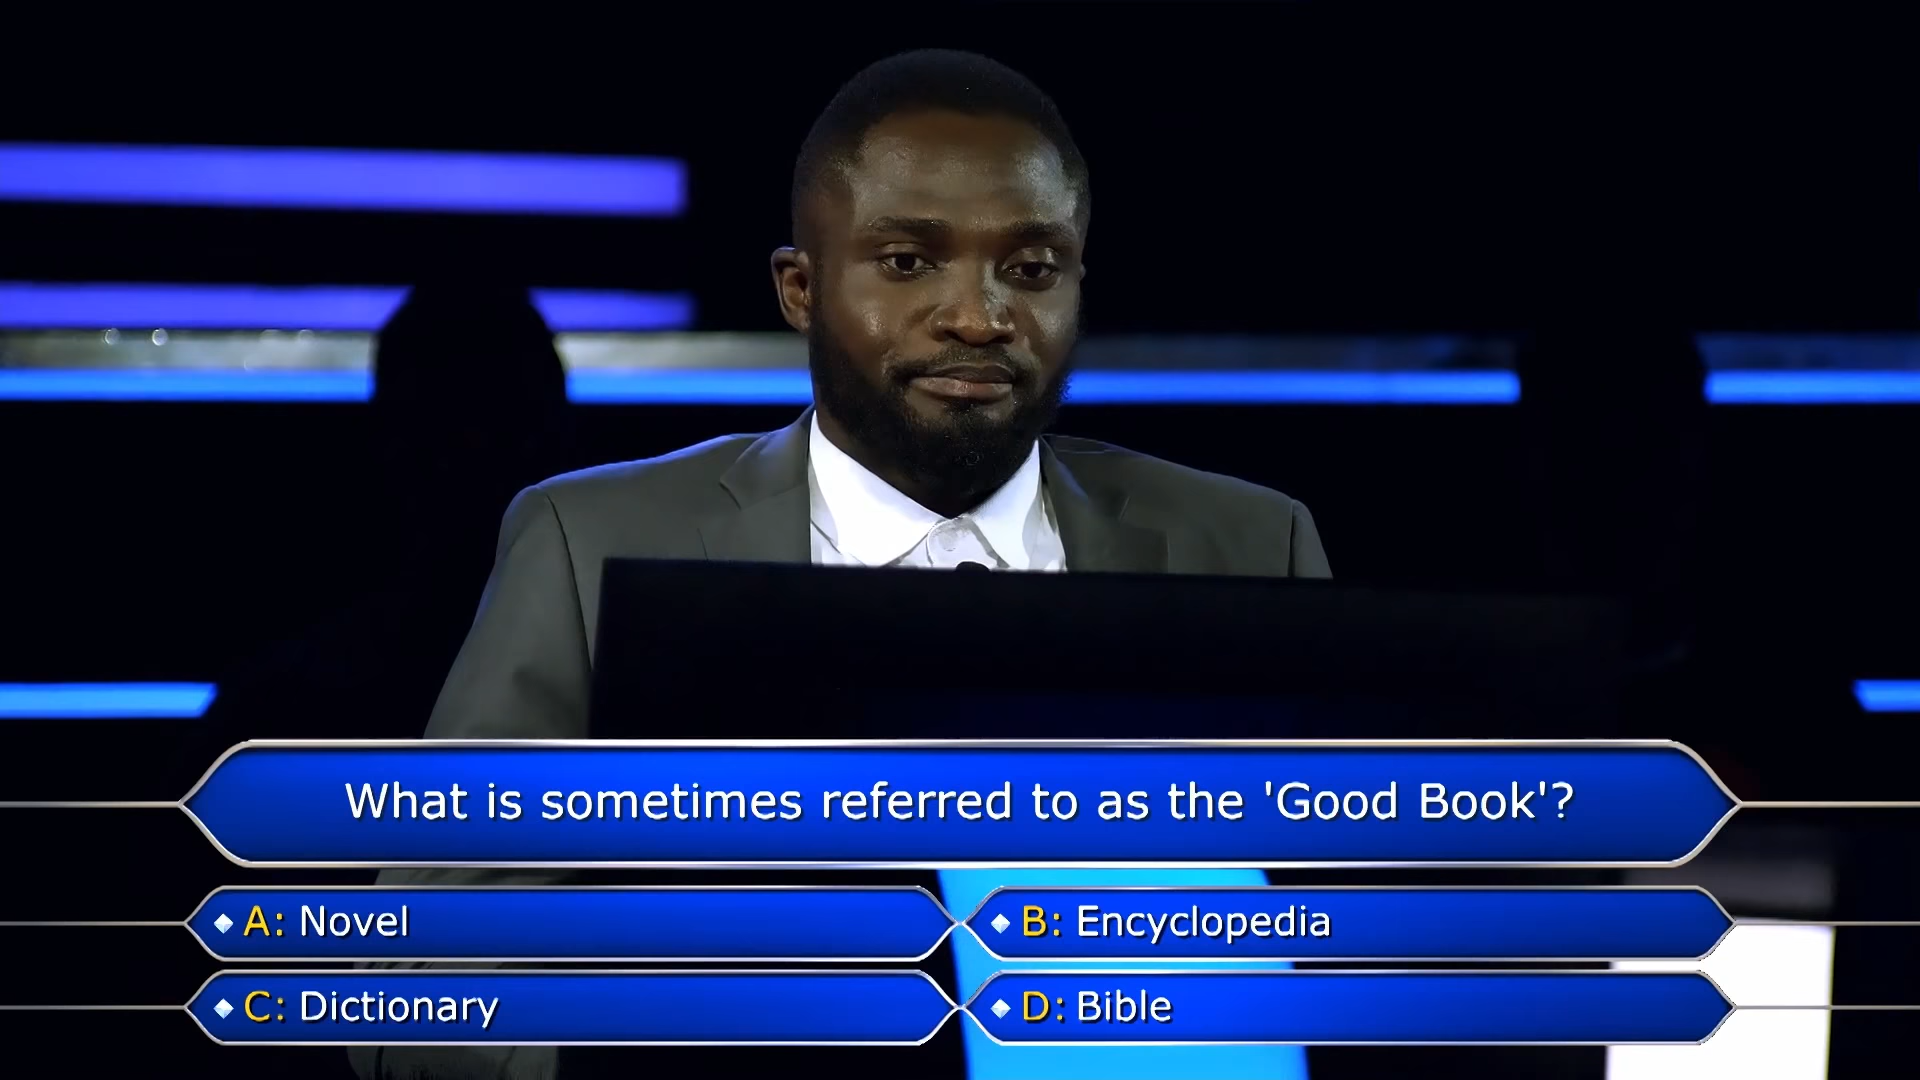 What is sometimes referred to as the 'Good Book'?
A: Novel
B: Encyclopedia
C: Dictionary
D: Bible